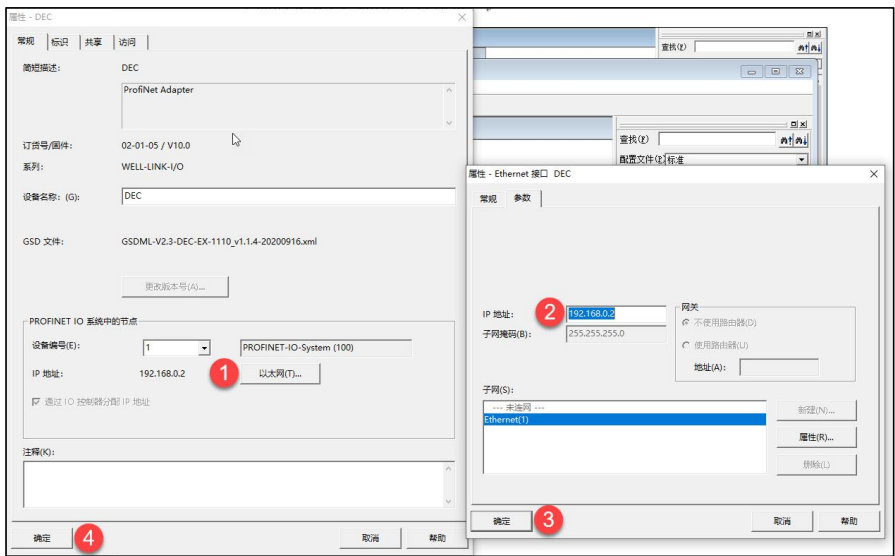 属性 - DEC
常规 标识 共享 访问
简短描述: DEC
ProfiNet Adapter
订货号/固件: 02-01-05 / V10.0
系列: WELL-LINK-I/O
设备名称: (G): DEC
GSD 文件: GSDML-V2.3-DEC-EX-1110_v1.1.4-20200916.xml
更改版本号(A)...
PROFINET IO 系统中的节点
设备编号(E): 1 PROFINET-IO-System (100)
IP 地址: 192.168.0.2 1 以太网(T)...
通过 IO 控制器分配 IP 地址
注释(K):
确定 4 取消 帮助
查找(F)
查找(F)
配置文件(P): 标准
属性 - Ethernet 接口 DEC
常规 参数
IP 地址: 2 192.168.0.2
子网掩码(B): 255.255.255.0
网关
不使用路由器(D)
使用路由器(U)
地址(A):
子网(S):
--- 未连网 ---
Ethernet(1)
新建(N)...
属性(R)...
删除(L)
确定 3 取消 帮助